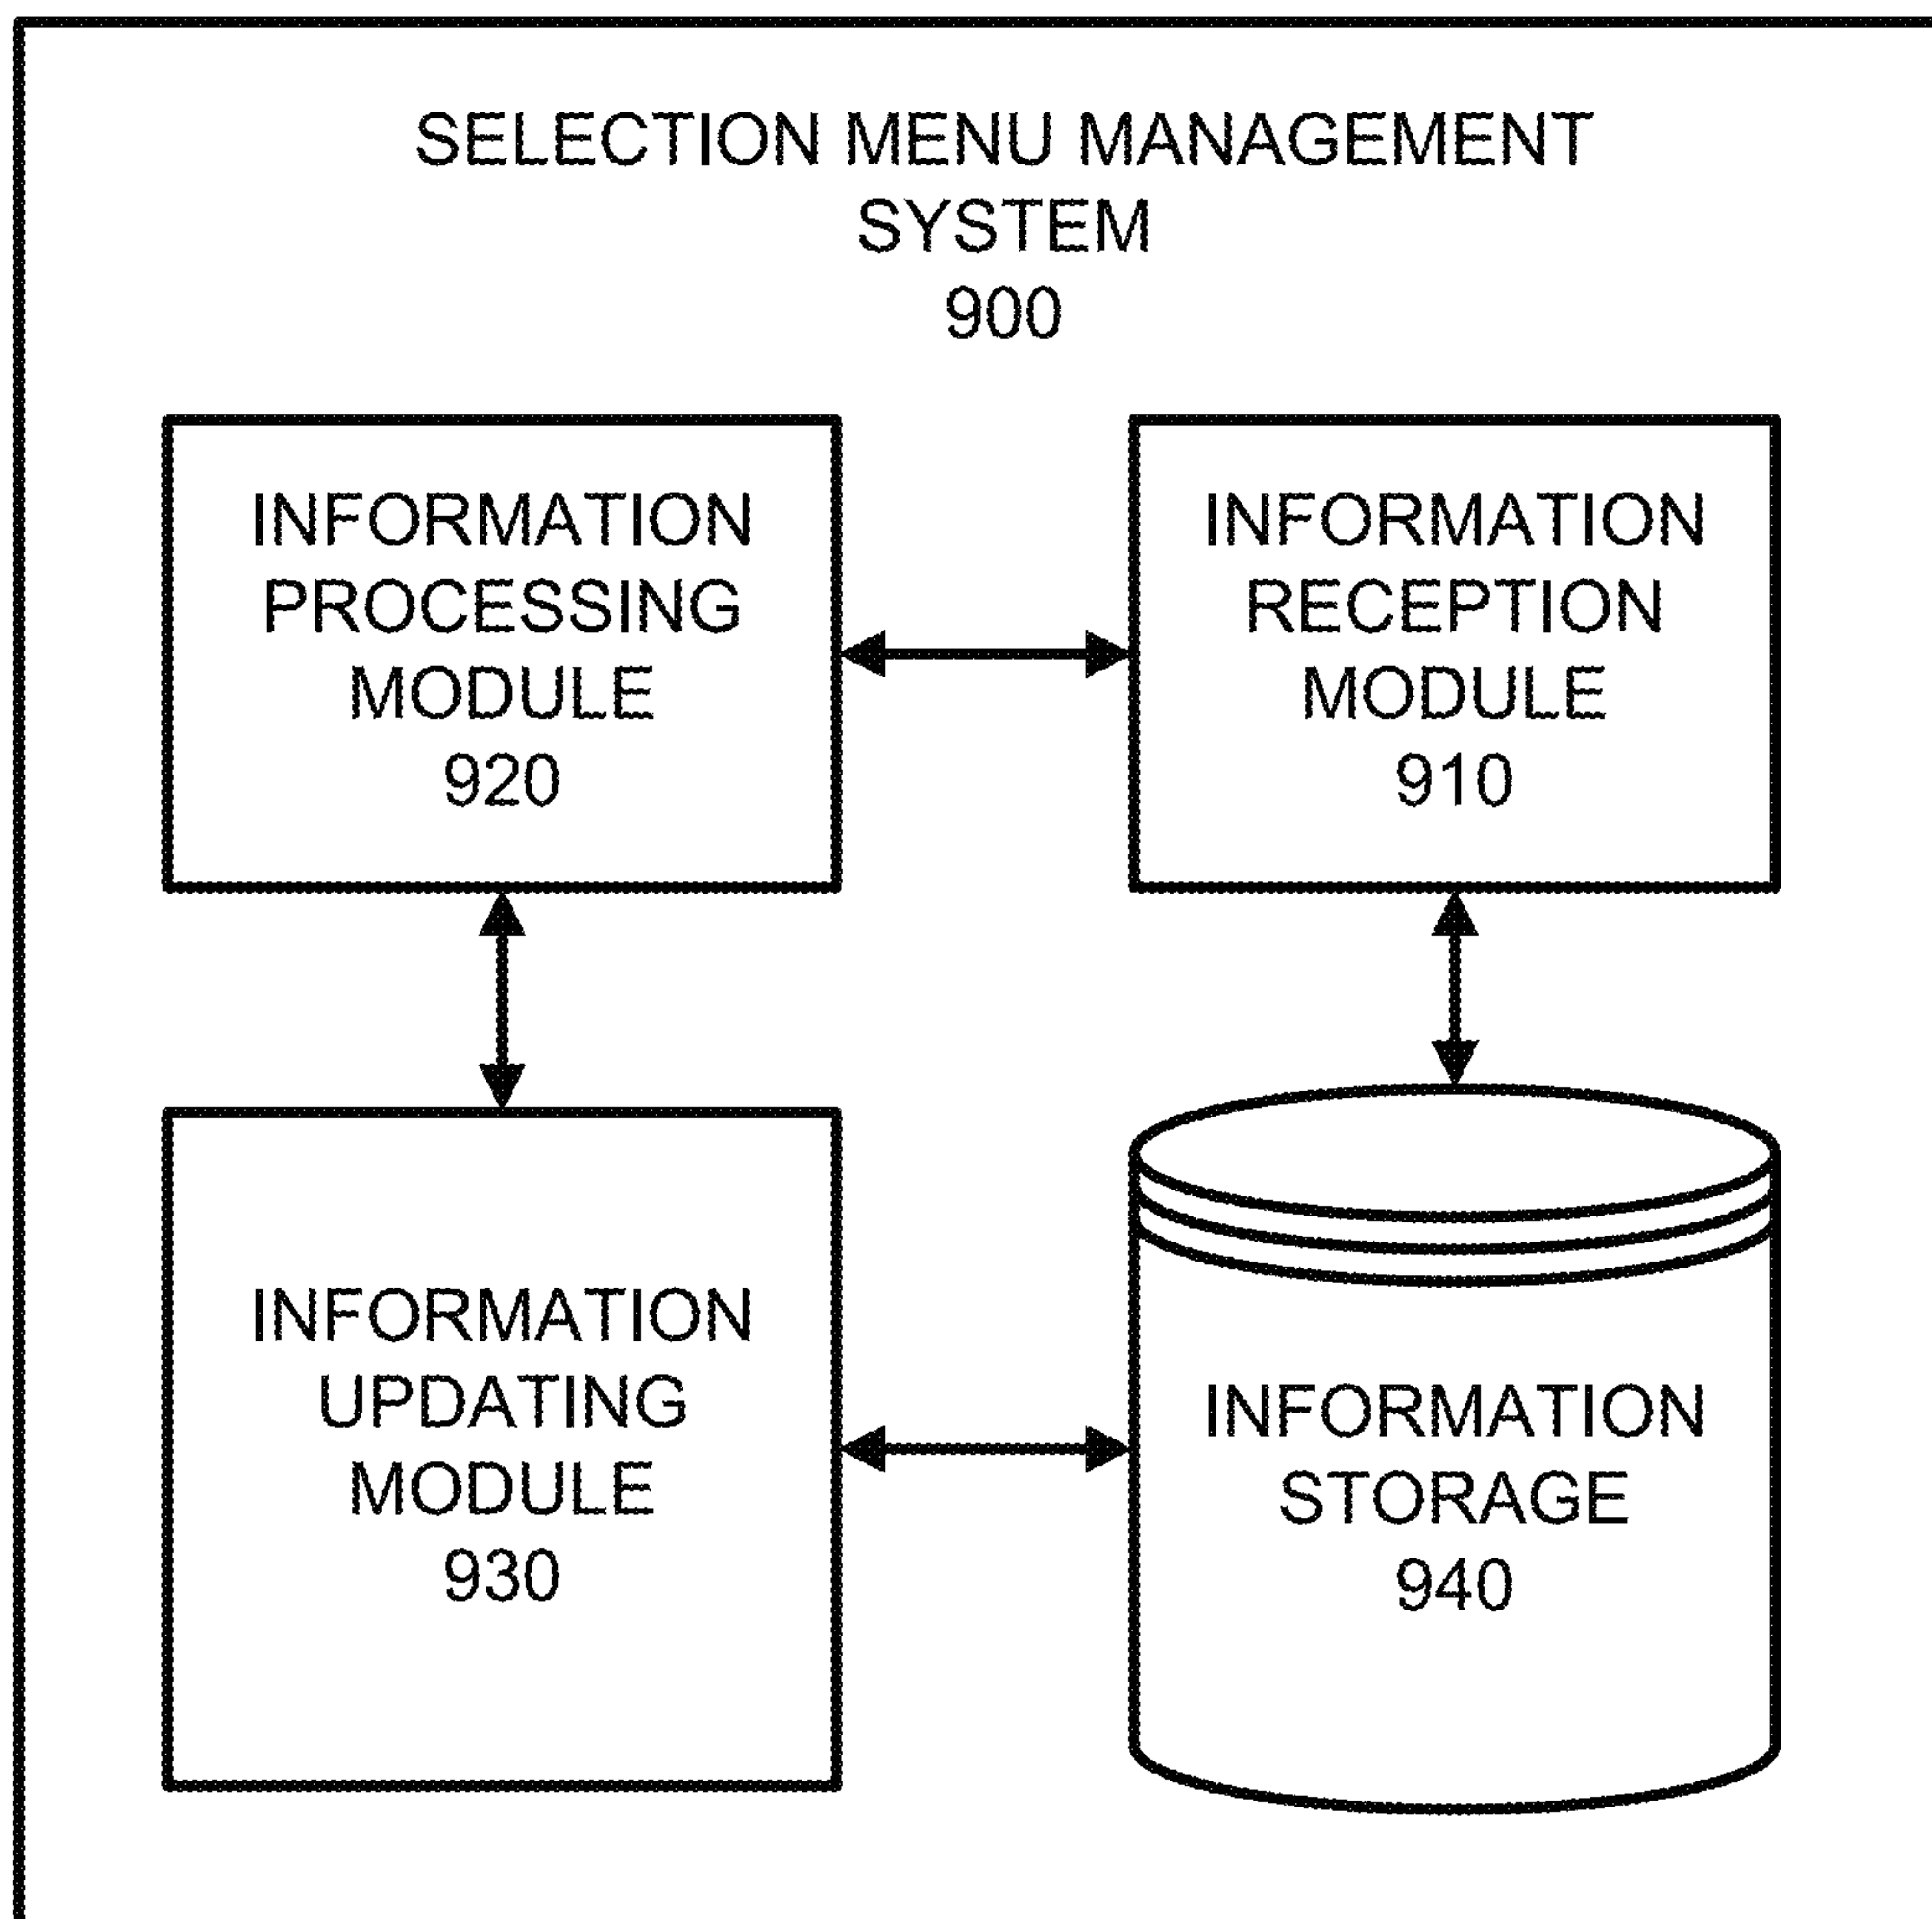 SELECTION MENU MANAGEMENT
SYSTEM
900
INFORMATION
PROCESSING
MODULE
920
INFORMATION
RECEPTION
MODULE
910
INFORMATION
UPDATING
MODULE
930
INFORMATION
STORAGE
940